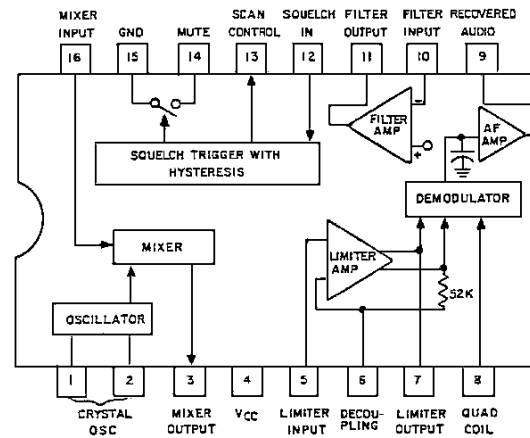 MIXER INPUT
GND
MUTE
SCAN CONTROL
SQUELCH IN
FILTER OUTPUT
FILTER INPUT
RECOVERED AUDIO
16
15
14
13
12
11
10
9
FILTER AMP
-
+
AF AMP
SQUELCH TRIGGER WITH
HYSTERESIS
DEMODULATOR
MIXER
LIMITER
AMP
52K
OSCILLATOR
1
2
3
4
5
6
7
8
CRYSTAL
OSC
MIXER
OUTPUT
VCC
LIMITER
INPUT
DECOU-
PLING
LIMITER
OUTPUT
QUAD
COIL